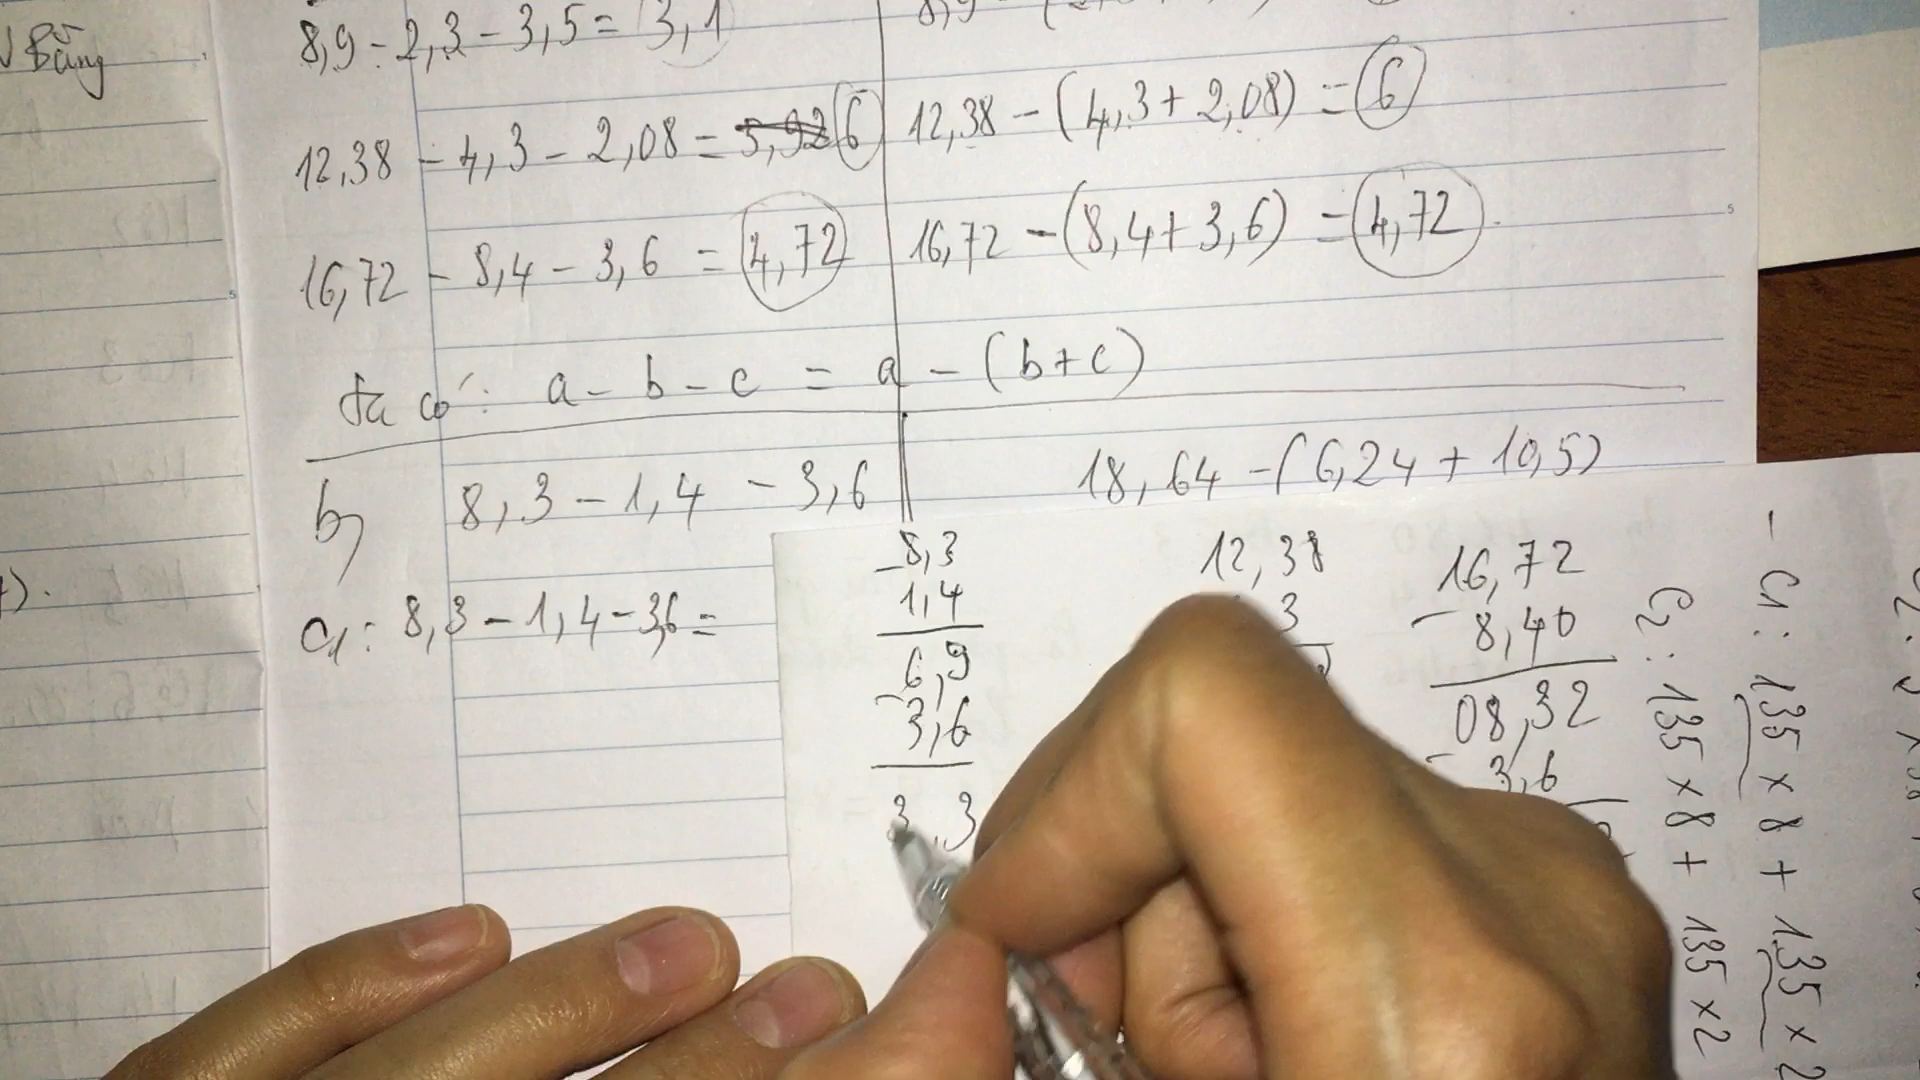 Bằng
8,9 - 2,3 - 3,5 = 3,1
12,38 - 4,3 - 2,08 = 5,92 6
12,38 - (4,3 + 2,08) = 6
16,72 - 8,4 - 3,6 = 4,72
16,72 - (8,4 + 3,6) = 4,72.
ta có: a - b - c = a - (b + c)
b) 8,3 - 1,4 - 3,6
18,64 - (6,24 + 10,5)
C1: 8,3 - 1,4 - 3,6 =
- 8,3
1,4
6,9
- 3,6
3,3
12,38
3
16,72
- 8,40
08,32
- 3,6
- C1: 135 x 8 + 135 x 2
C2: 135 x 8 + 135 x 2